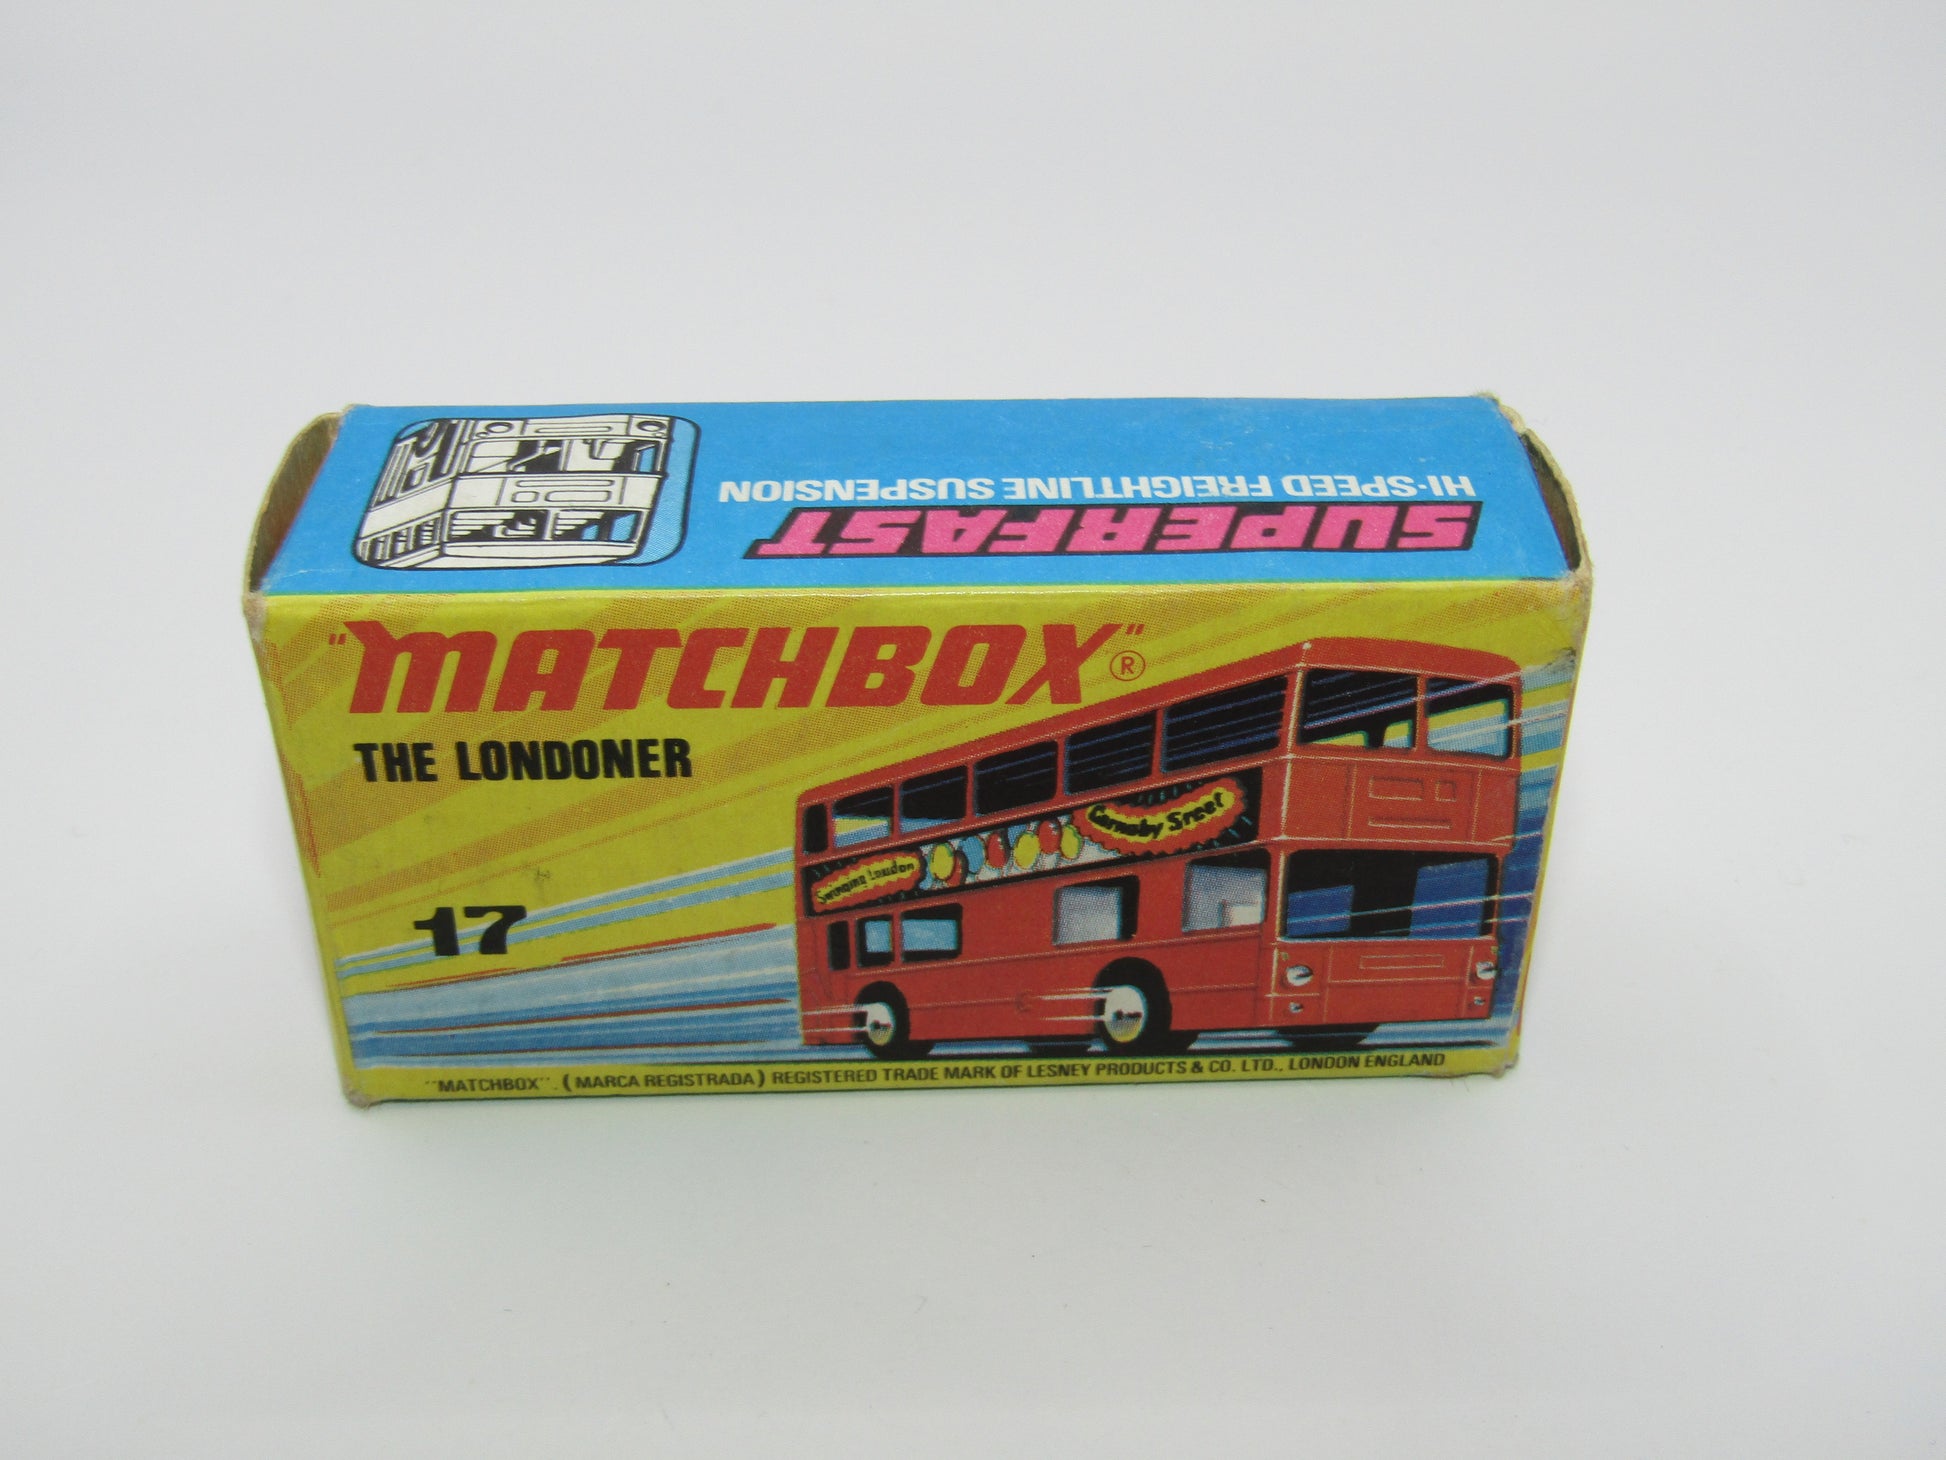 HI-SPEED FREIGHTLINE SUSPENSION
SUPERFAST
"MATCHBOX"®
THE LONDONER
Carnaby Sreet
Swinging London
17
"MATCHBOX". (MARCA REGISTRADA) REGISTERED TRADE MARK OF LESNEY PRODUCTS & CO. LTD., LONDON ENGLAND